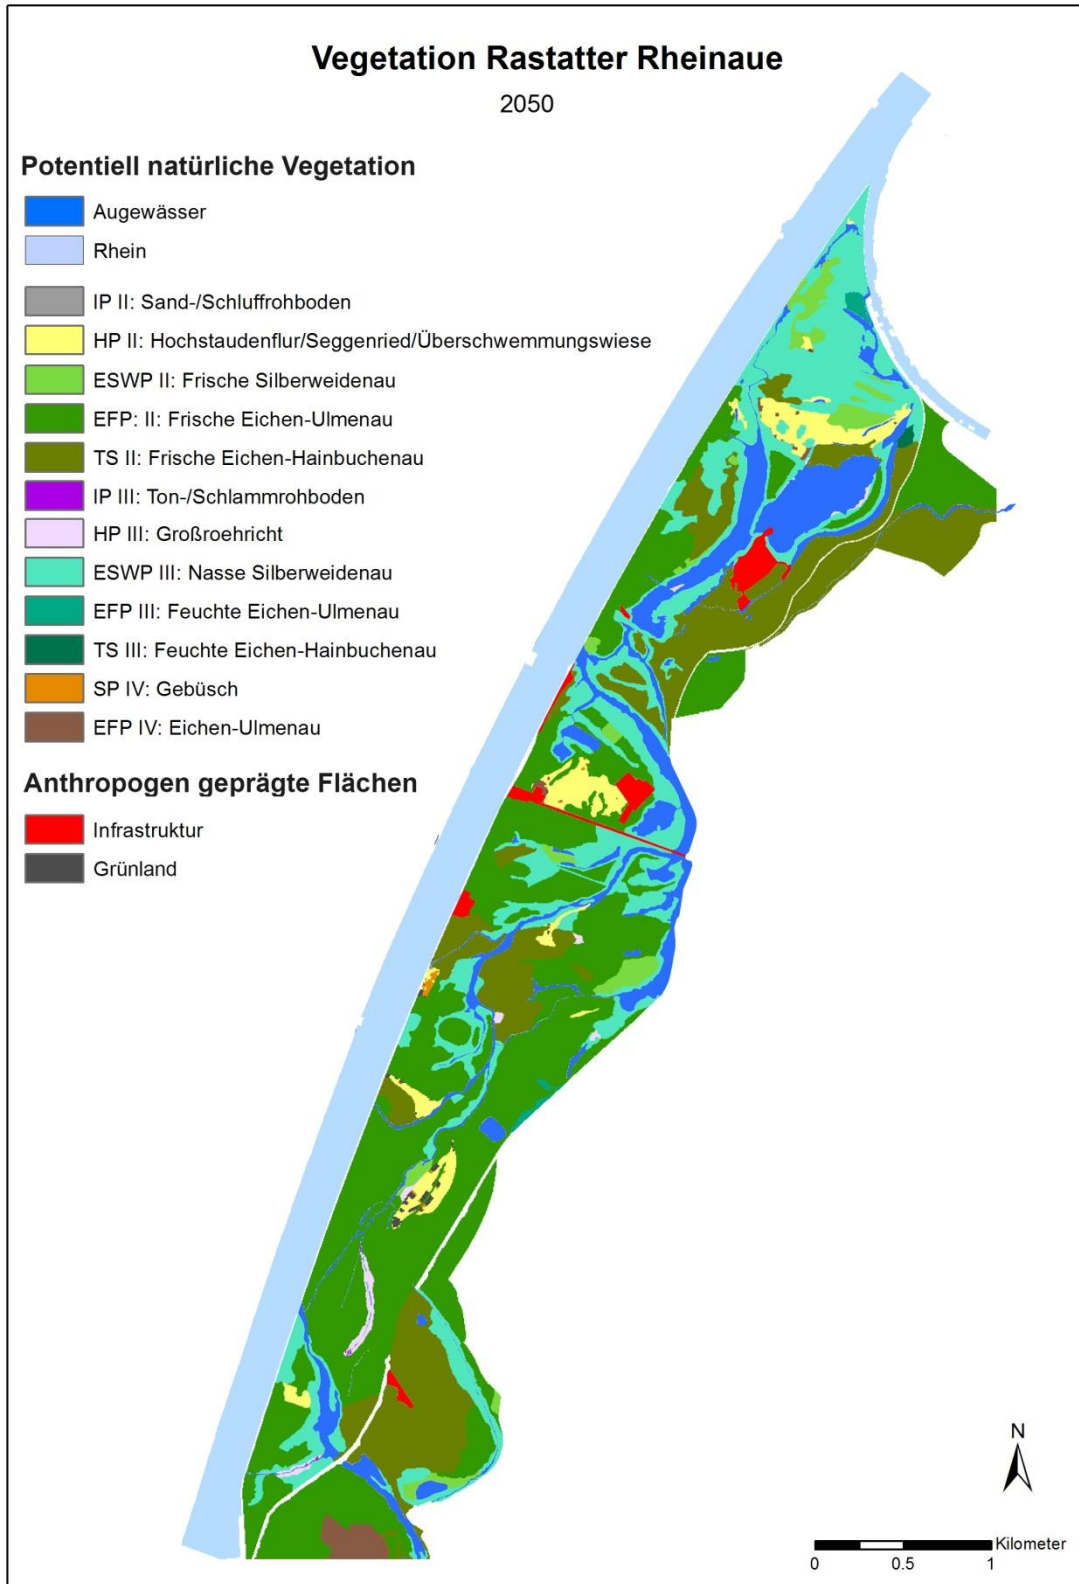 Vegetation Rastatter Rheinaue
2050
Potentiell natürliche Vegetation
Augewässer
Rhein
IP II: Sand-/Schluffrohboden
HP II: Hochstaudenflur/Seggenried/Überschwemmungswiese
ESWP II: Frische Silberweidenau
EFP: II: Frische Eichen-Ulmenau
TS II: Frische Eichen-Hainbuchenau
IP III: Ton-/Schlammrohboden
HP III: Großroehricht
ESWP III: Nasse Silberweidenau
EFP III: Feuchte Eichen-Ulmenau
TS III: Feuchte Eichen-Hainbuchenau
SP IV: Gebüsch
EFP IV: Eichen-Ulmenau
Anthropogen geprägte Flächen
Infrastruktur
Grünland
N
Kilometer
0 0.5 1